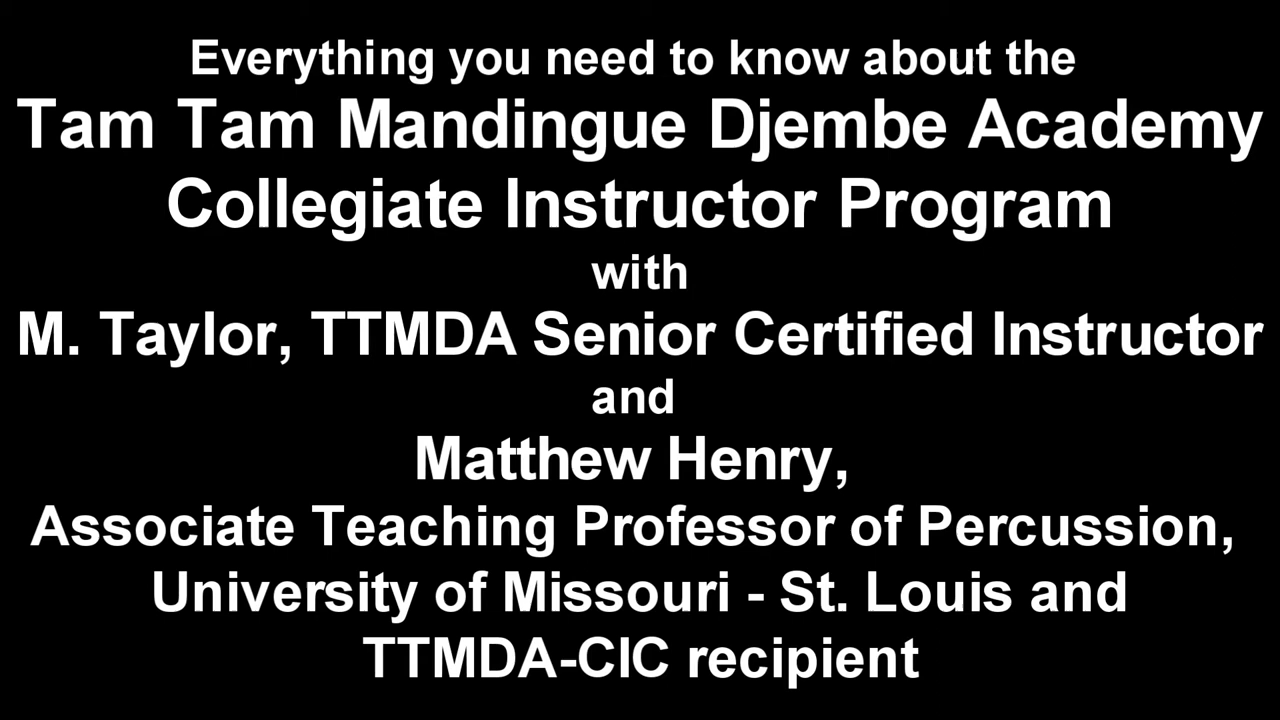 Everything you need to know about the
Tam Tam Mandingue Djembe Academy
Collegiate Instructor Program
with
M. Taylor, TTMDA Senior Certified Instructor
and
Matthew Henry,
Associate Teaching Professor of Percussion,
University of Missouri - St. Louis and
TTMDA-CIC recipient